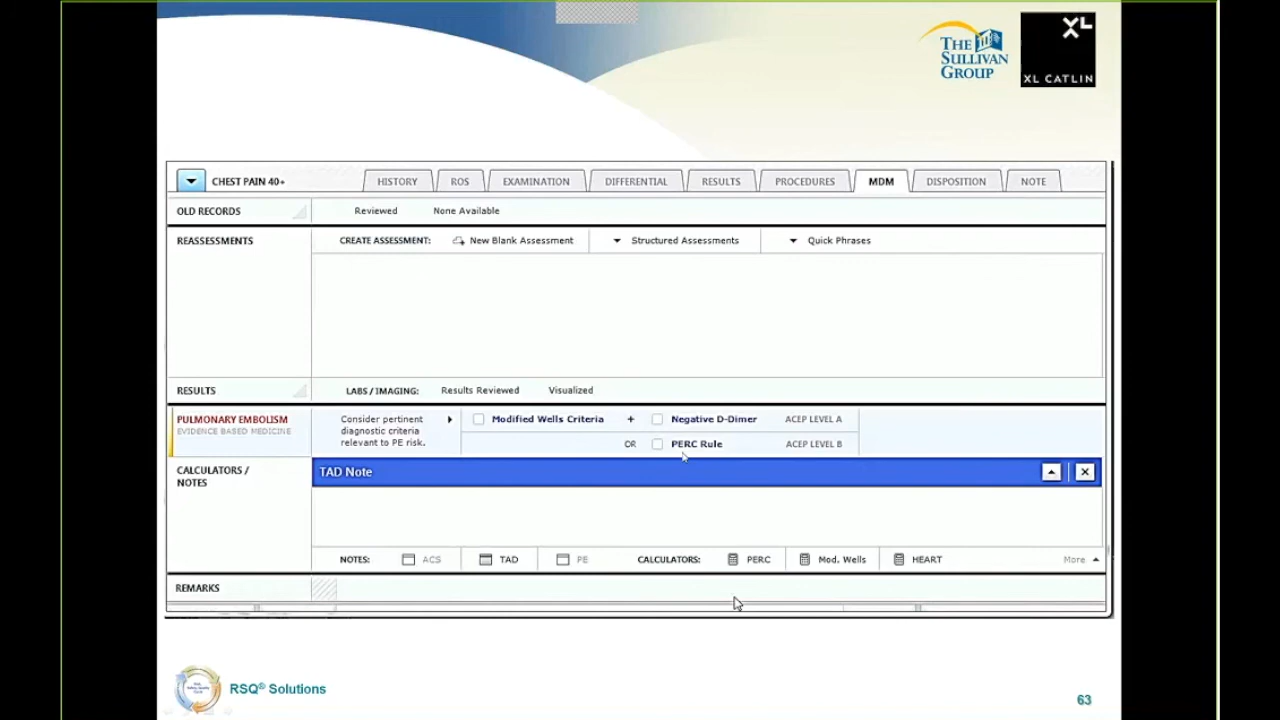 THE
SULLIVAN
GROUP
XL
XL CATLIN
CHEST PAIN 40+
HISTORY
ROS
EXAMINATION
DIFFERENTIAL
RESULTS
PROCEDURES
MDM
DISPOSITION
NOTE
OLD RECORDS
Reviewed
None Available
REASSESSMENTS
CREATE ASSESSMENT:
New Blank Assessment
Structured Assessments
Quick Phrases
RESULTS
LABS / IMAGING:
Results Reviewed
Visualized
PULMONARY EMBOLISM
EVIDENCE BASED MEDICINE
Consider pertinent
diagnostic criteria
relevant to PE risk.
Modified Wells Criteria
+
Negative D-Dimer
ACEP LEVEL A
OR
PERC Rule
ACEP LEVEL B
CALCULATORS /
NOTES
TAD Note
NOTES:
ACS
TAD
PE
CALCULATORS:
PERC
Mod. Wells
HEART
More
REMARKS
RSQ® Solutions
63